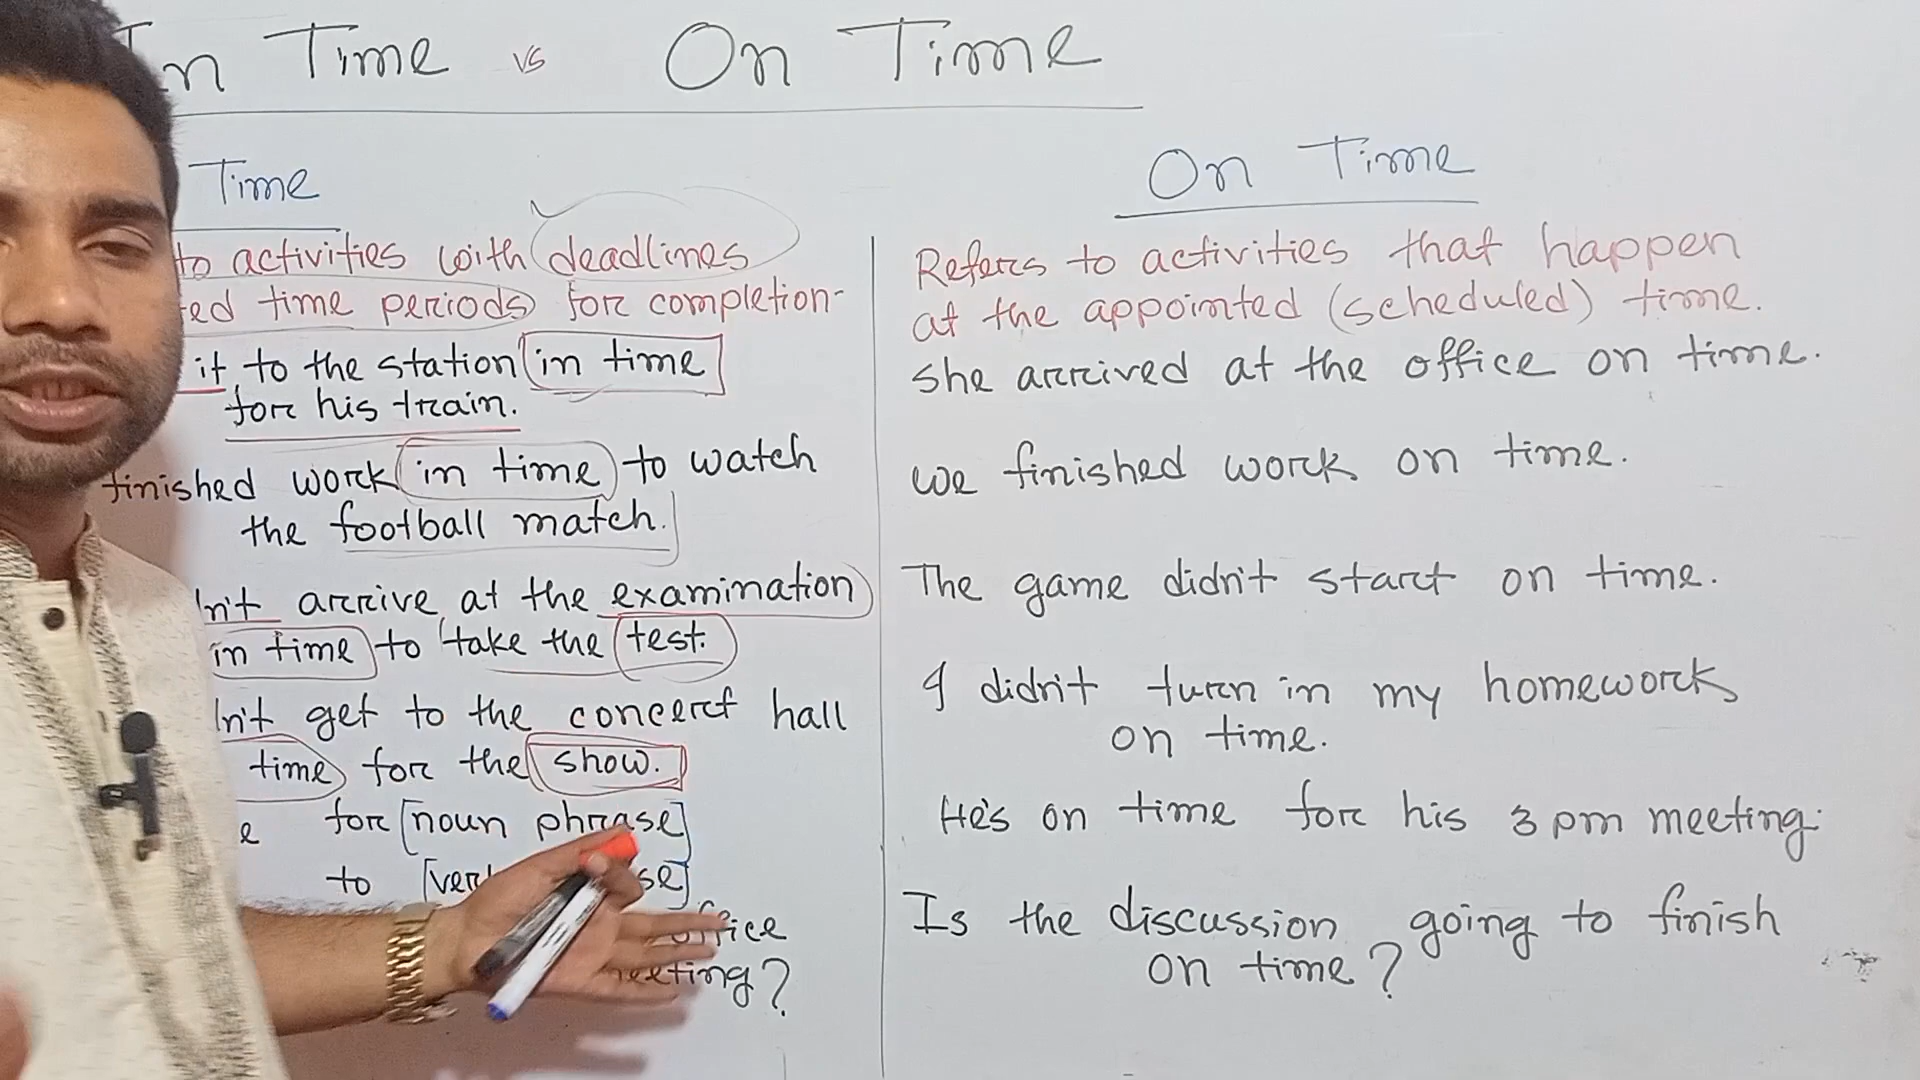 In Time vs On Time
Time
to activities with deadlines
ed time periods for completion-
it to the station in time
for his train.
finished work in time to watch
the football match.
n't arrive at the examination
in time to take the test.
n't get to the concert hall
time for the show.
e for [noun phrase]
to
office
meeting?
On Time
Refers to activities that happen
at the appointed (scheduled) time.
she arrived at the office on time.
we finished work on time.
The game didn't start on time.
I didn't turn in my homework
on time.
He's on time for his 3 pm meeting.
Is the discussion going to finish
on time?